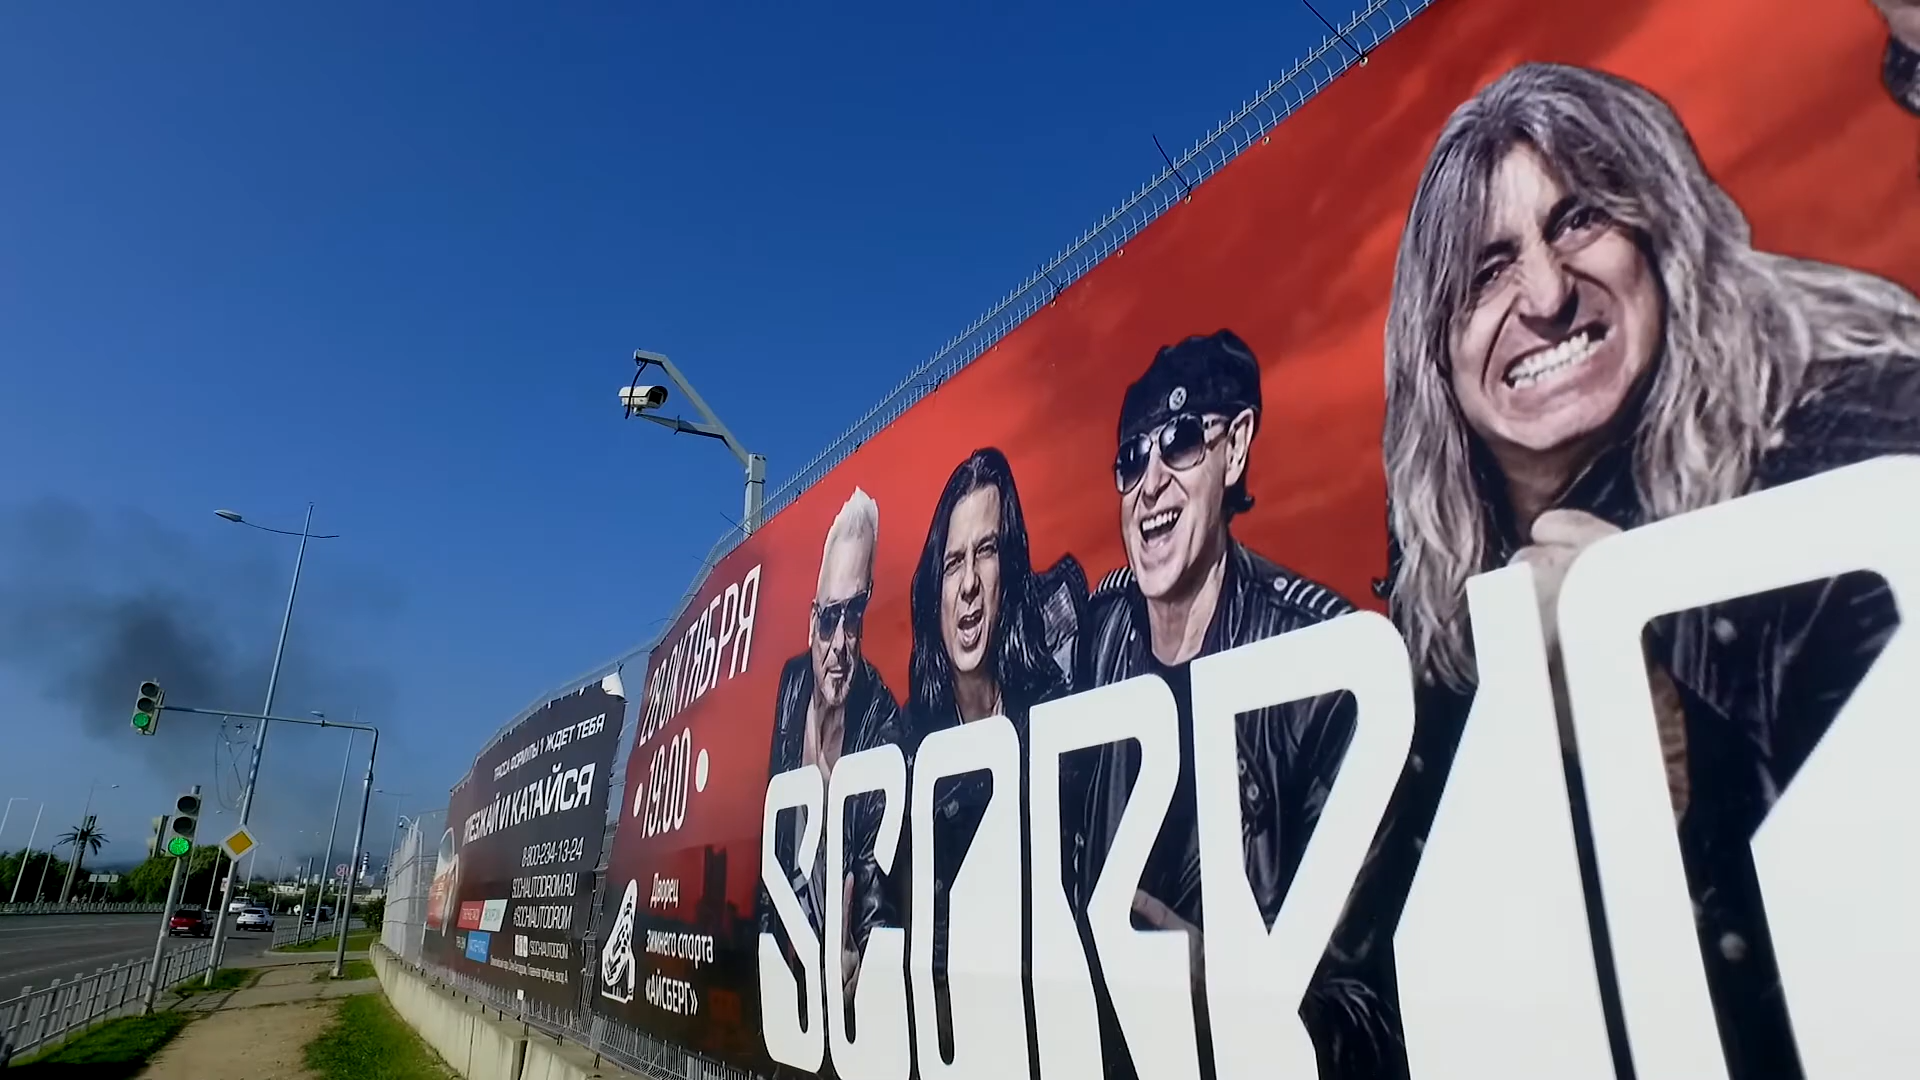 ТРАССА ФОРМУЛЫ 1 ЖДЕТ ТЕБЯ
ПРИЕЗЖАЙ И КАТАЙСЯ
8-800-234-13-24
SOCHIAUTODROM.RU
#SOCHIAUTODROM
/SOCHIAUTODROM
28 ОКТЯБРЯ
19:00
Дворец
зимнего спорта
«АЙСБЕРГ»
SCORPIO